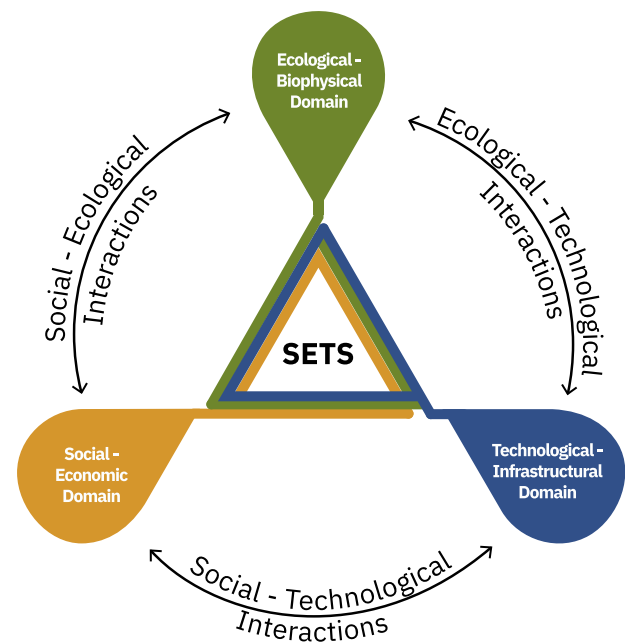 Ecological -
Biophysical
Domain
Social - Ecological
Interactions
Ecological - Technological
Interactions
SETS
Social -
Economic
Domain
Technological -
Infrastructural
Domain
Social - Technological
Interactions